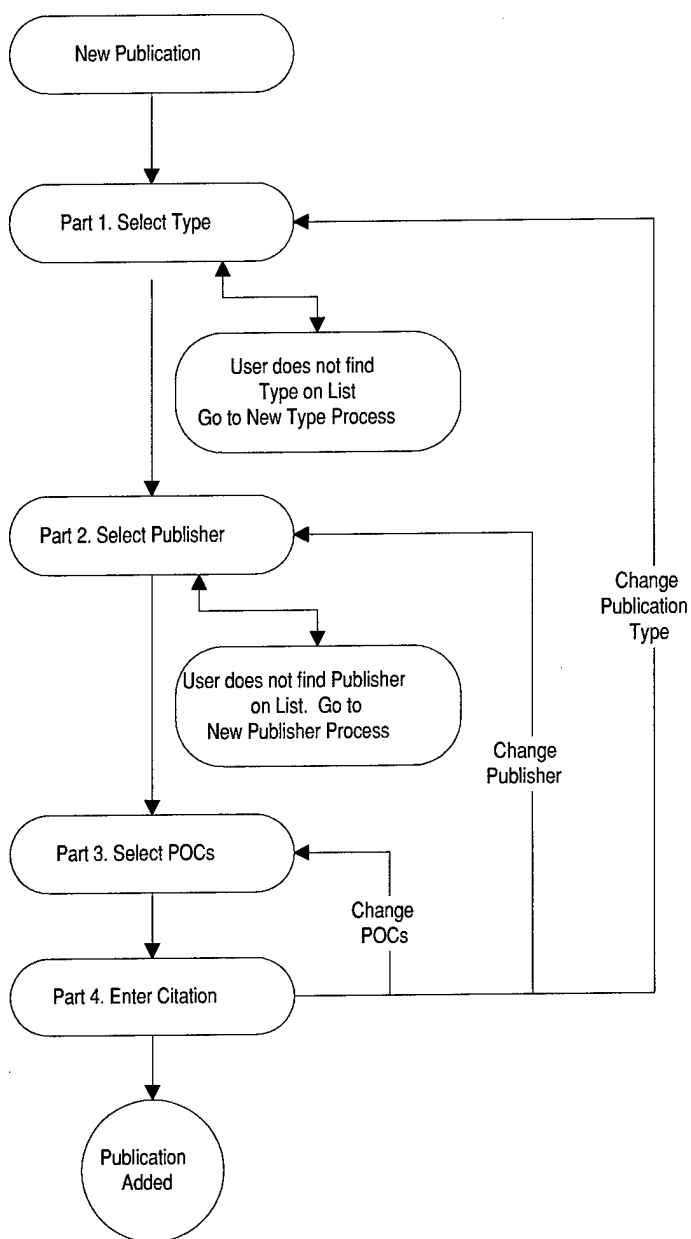 New Publication
Part 1. Select Type
User does not find
Type on List
Go to New Type Process
Part 2. Select Publisher
Change
Publication
Type
User does not find Publisher
on List. Go to
New Publisher Process
Change
Publisher
Part 3. Select POCs
Change
POCs
Part 4. Enter Citation
Publication
Added